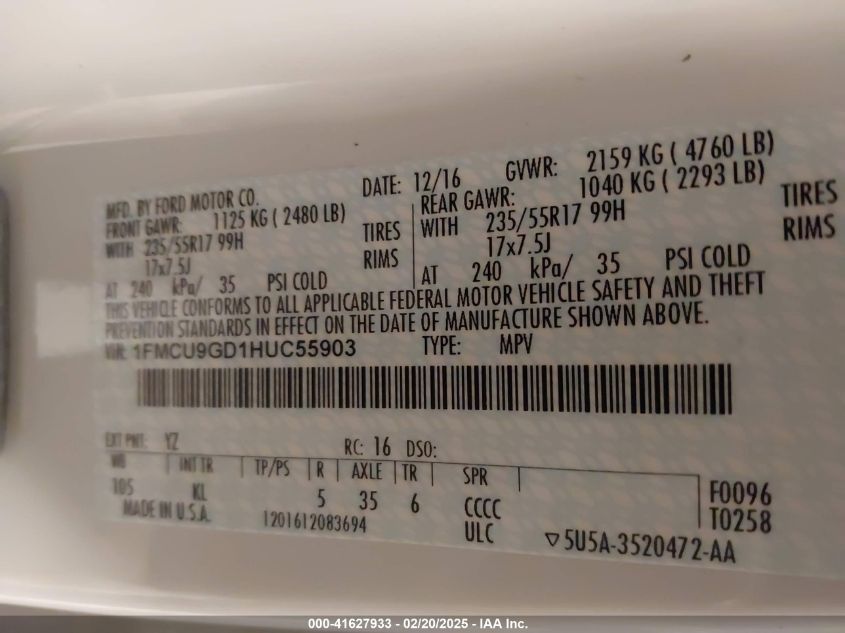 MFD. BY FORD MOTOR CO. DATE: 12/16 GVWR: 2159 KG ( 4760 LB)
FRONT GAWR: 1125 KG ( 2480 LB) REAR GAWR: 1040 KG ( 2293 LB)
WITH 235/55R17 99H TIRES WITH 235/55R17 99H TIRES
17x7.5J RIMS 17x7.5J RIMS
AT 240 kPa/ 35 PSI COLD AT 240 kPa/ 35 PSI COLD
THIS VEHICLE CONFORMS TO ALL APPLICABLE FEDERAL MOTOR VEHICLE SAFETY AND THEFT
PREVENTION STANDARDS IN EFFECT ON THE DATE OF MANUFACTURE SHOWN ABOVE.
VIN: 1FMCU9GD1HUC55903 TYPE: MPV
EXT PNT: YZ RC: 16 DSO:
WB INT TR TP/PS R AXLE TR SPR
105 KL 5 35 6 CCCC F0096
MADE IN U.S.A. 1201612083694 ULC T0258
▽5U5A-3520472-AA
000-41627933 - 02/20/2025 - IAA Inc.